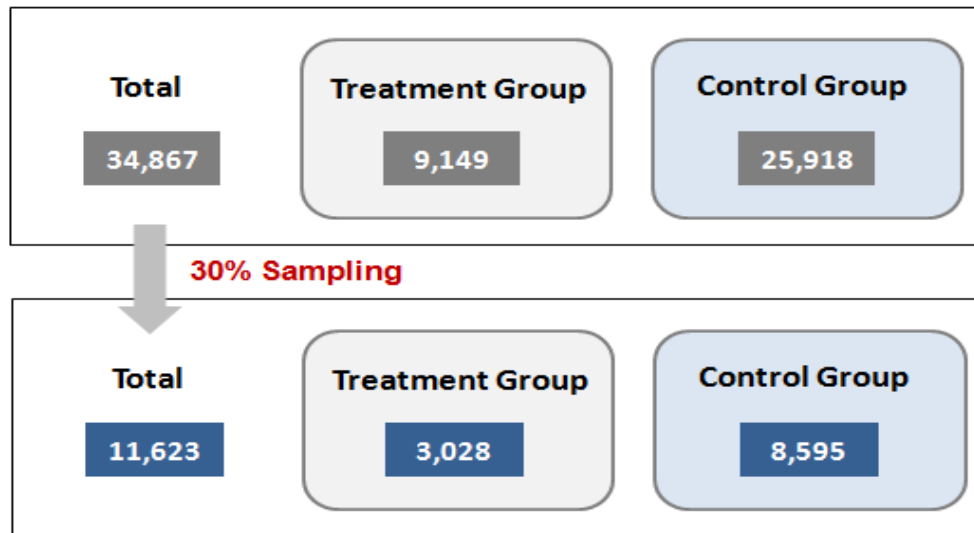 Total
Treatment Group
Control Group
34,867
9,149
25,918
30% Sampling
Total
Treatment Group
Control Group
11,623
3,028
8,595